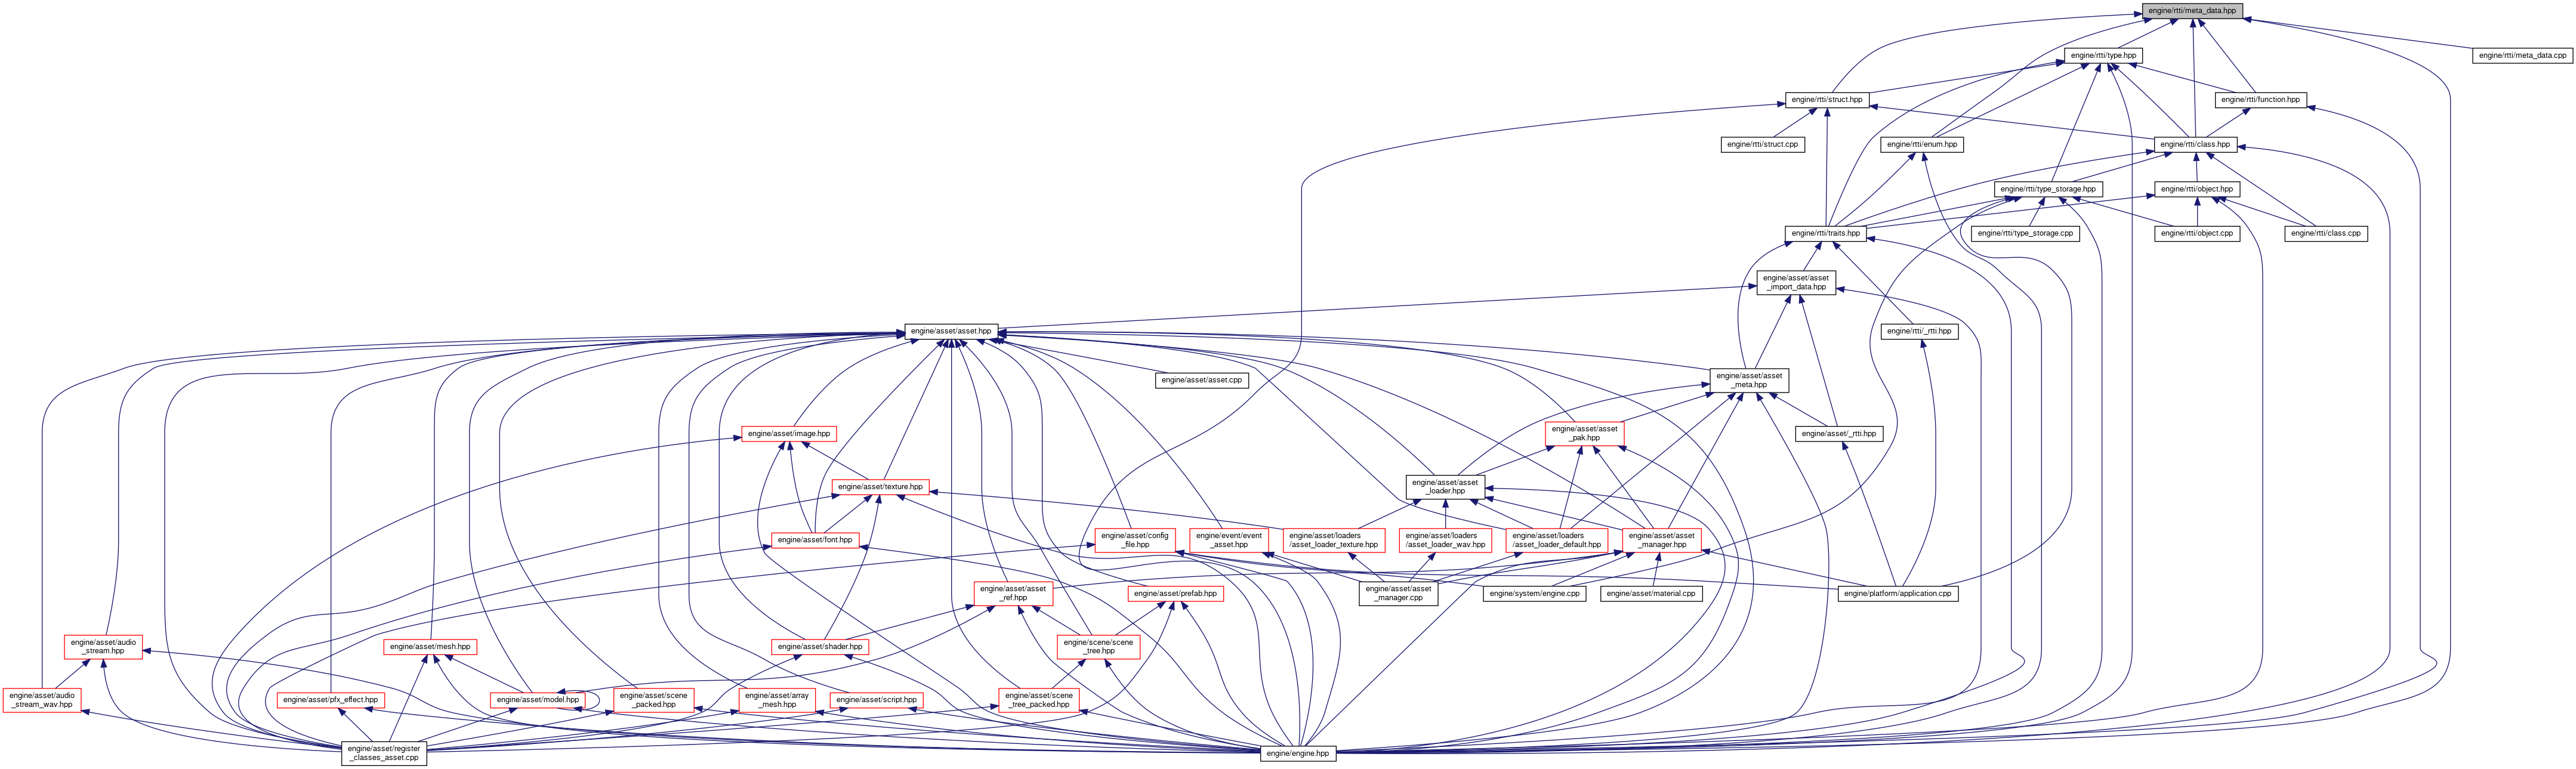 engine/rtti/meta_data.hpp
engine/rtti/type.hpp
engine/rtti/meta_data.cpp
engine/rtti/struct.hpp
engine/rtti/function.hpp
engine/rtti/struct.cpp
engine/rtti/enum.hpp
engine/rtti/class.hpp
engine/rtti/type_storage.hpp
engine/rtti/object.hpp
engine/rtti/traits.hpp
engine/rtti/type_storage.cpp
engine/rtti/object.cpp
engine/rtti/class.cpp
engine/asset/asset
_import_data.hpp
engine/asset/asset.hpp
engine/rtti/_rtti.hpp
engine/asset/asset.cpp
engine/asset/asset
_meta.hpp
engine/asset/image.hpp
engine/asset/asset
_pak.hpp
engine/asset/_rtti.hpp
engine/asset/texture.hpp
engine/asset/asset
_loader.hpp
engine/asset/font.hpp
engine/asset/config
_file.hpp
engine/event/event
_asset.hpp
engine/asset/loaders
/asset_loader_texture.hpp
engine/asset/loaders
/asset_loader_wav.hpp
engine/asset/loaders
/asset_loader_default.hpp
engine/asset/asset
_manager.hpp
engine/asset/asset
_ref.hpp
engine/asset/prefab.hpp
engine/asset/asset
_manager.cpp
engine/system/engine.cpp
engine/asset/material.cpp
engine/platform/application.cpp
engine/asset/audio
_stream.hpp
engine/asset/mesh.hpp
engine/asset/shader.hpp
engine/scene/scene
_tree.hpp
engine/asset/audio
_stream_wav.hpp
engine/asset/pfx_effect.hpp
engine/asset/model.hpp
engine/asset/scene
_packed.hpp
engine/asset/array
_mesh.hpp
engine/asset/script.hpp
engine/asset/scene
_tree_packed.hpp
engine/asset/register
_classes_asset.cpp
engine/engine.hpp